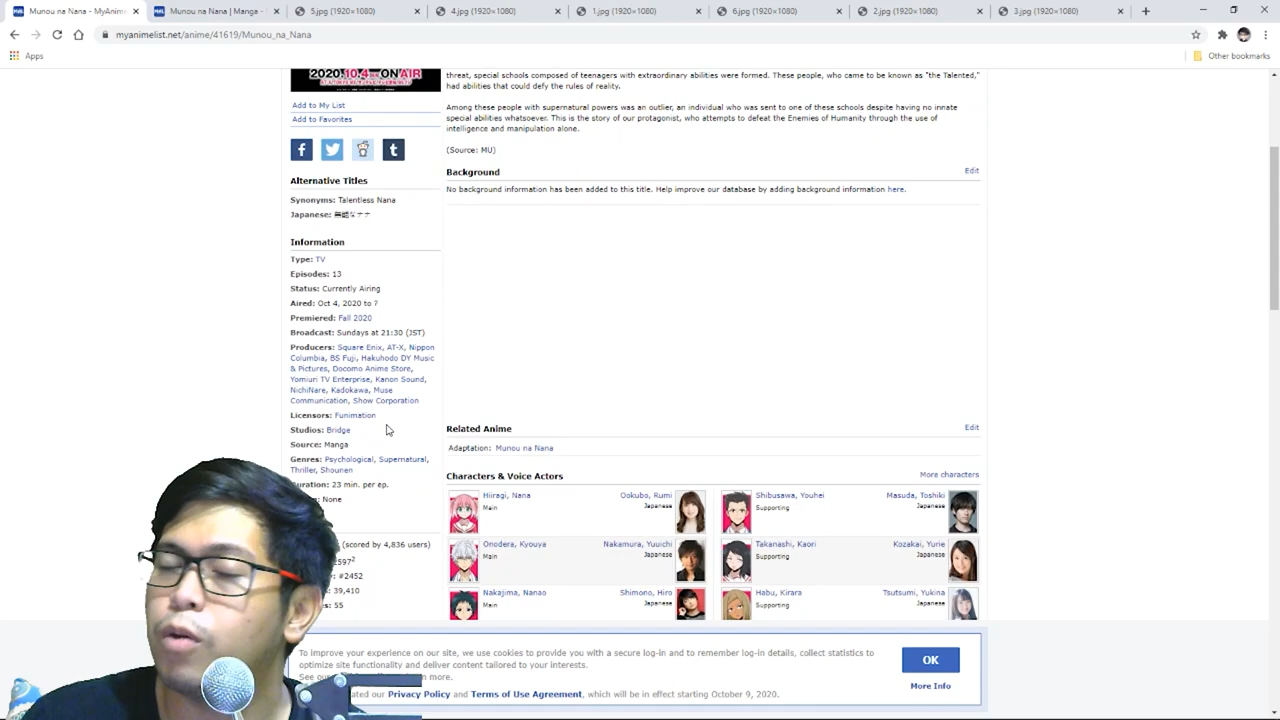 Munou na Nana - MyAnime
Munou na Nana | Manga -
5.jpg (1920×1080)
4.jpg (1920×1080)
1.jpg (1920×1080)
6.jpg (1920×1080)
2.jpg (1920×1080)
3.jpg (1920×1080)
myanimelist.net/anime/41619/Munou_na_Nana
Apps
Other bookmarks
2020.10.4 ON AIR
Add to My List
Add to Favorites
Alternative Titles
Synonyms: Talentless Nana
Japanese: 無能なナナ
Information
Type: TV
Episodes: 13
Status: Currently Airing
Aired: Oct 4, 2020 to ?
Premiered: Fall 2020
Broadcast: Sundays at 21:30 (JST)
Producers: Square Enix, AT-X, Nippon
Columbia, BS Fuji, Hakuhodo DY Music
& Pictures, Docomo Anime Store,
Yomiuri TV Enterprise, Kanon Sound,
NichiNare, Kadokawa, Muse
Communication, Show Corporation
Licensors: Funimation
Studios: Bridge
Source: Manga
Genres: Psychological, Supernatural,
Thriller, Shounen
Duration: 23 min. per ep.
None
(scored by 4,836 users)
2597²
#2452
39,410
55
threat, special schools composed of teenagers with extraordinary abilities were formed. These people, who came to be known as "the Talented,"
had abilities that could defy the rules of reality.
Among these people with supernatural powers was an outlier, an individual who was sent to one of these schools despite having no innate
special abilities whatsoever. This is the story of our protagonist, who attempts to defeat the Enemies of Humanity through the use of
intelligence and manipulation alone.
(Source: MU)
Background
Edit
No background information has been added to this title. Help improve our database by adding background information here.
Related Anime
Edit
Adaptation: Munou na Nana
Characters & Voice Actors
More characters
Hiiragi, Nana
Main
Ookubo, Rumi
Japanese
Shibusawa, Youhei
Supporting
Masuda, Toshiki
Japanese
Onodera, Kyouya
Main
Nakamura, Yuuichi
Japanese
Takanashi, Kaori
Supporting
Kozakai, Yurie
Japanese
Nakajima, Nanao
Main
Shimono, Hiro
Japanese
Habu, Kirara
Supporting
Tsutsumi, Yukina
Japanese
To improve your experience on our site, we use cookies to provide you with a secure log-in and to remember log-in details, collect statistics to
optimize site functionality and deliver content tailored to your interests.
See our
more.
ated our Privacy Policy and Terms of Use Agreement, which will be in effect starting October 9, 2020.
OK
More Info